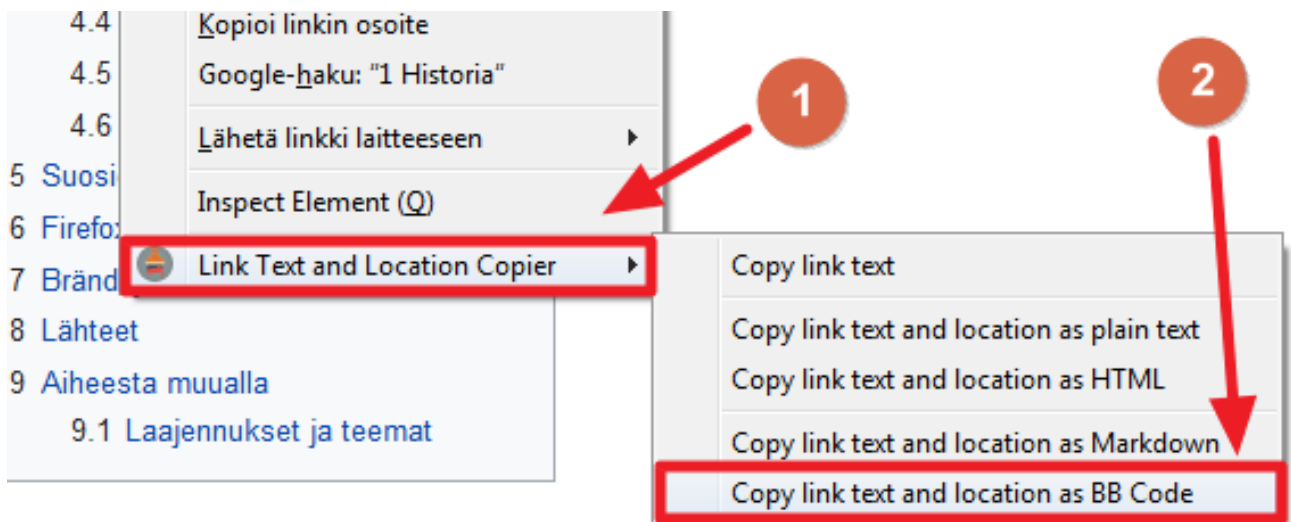 4.4
Kopioi linkin osoite
4.5
Google-haku: "1 Historia"
4.6
Lähetä linkki laitteeseen
5 Suosi
Inspect Element (Q)
6 Firefo
Link Text and Location Copier
7 Bränd
8 Lähteet
9 Aiheesta muualla
9.1 Laajennukset ja teemat
1
2
Copy link text
Copy link text and location as plain text
Copy link text and location as HTML
Copy link text and location as Markdown
Copy link text and location as BB Code